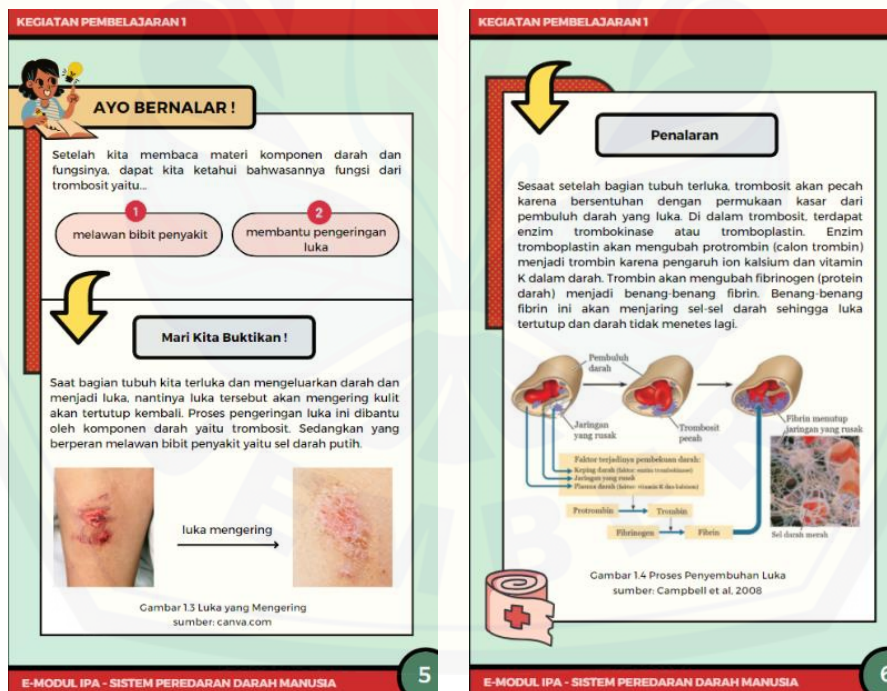 KEGIATAN PEMBELAJARAN 1
AYO BERNALAR !
Setelah kita membaca materi komponen darah dan
fungsinya, dapat kita ketahui bahwasannya fungsi dari
trombosit yaitu...
1
melawan bibit penyakit
2
membantu pengeringan
luka
Mari Kita Buktikan !
Saat bagian tubuh kita terluka dan mengeluarkan darah dan
menjadi luka, nantinya luka tersebut akan mengering kulit
akan tertutup kembali. Proses pengeringan luka ini dibantu
oleh komponen darah yaitu trombosit. Sedangkan yang
berperan melawan bibit penyakit yaitu sel darah putih.
luka mengering
Gambar 1.3 Luka yang Mengering
sumber: canva.com
E-MODUL IPA - SISTEM PEREDARAN DARAH MANUSIA
5
KEGIATAN PEMBELAJARAN 1
Penalaran
Sesaat setelah bagian tubuh terluka, trombosit akan pecah
karena bersentuhan dengan permukaan kasar dari
pembuluh darah yang luka. Di dalam trombosit, terdapat
enzim trombokinase atau tromboplastin. Enzim
tromboplastin akan mengubah protrombin (calon trombin)
menjadi trombin karena pengaruh ion kalsium dan vitamin
K dalam darah. Trombin akan mengubah fibrinogen (protein
darah) menjadi benang-benang fibrin. Benang-benang
fibrin ini akan menjaring sel-sel darah sehingga luka
tertutup dan darah tidak menetes lagi.
Pembuluh
darah
Jaringan
yang rusak
Trombosit
pecah
Fibrin menutup
jaringan yang rusak
Faktor terjadinya pembekuan darah:
Keping darah (faktor: enzim trombokinase)
Jaringan yang rusak
Plasma darah (faktor: vitamin K dan kalsium)
Protrombin
Trombin
Fibrinogen
Fibrin
Sel darah merah
Gambar 1.4 Proses Penyembuhan Luka
sumber: Campbell et al, 2008
E-MODUL IPA - SISTEM PEREDARAN DARAH MANUSIA
6